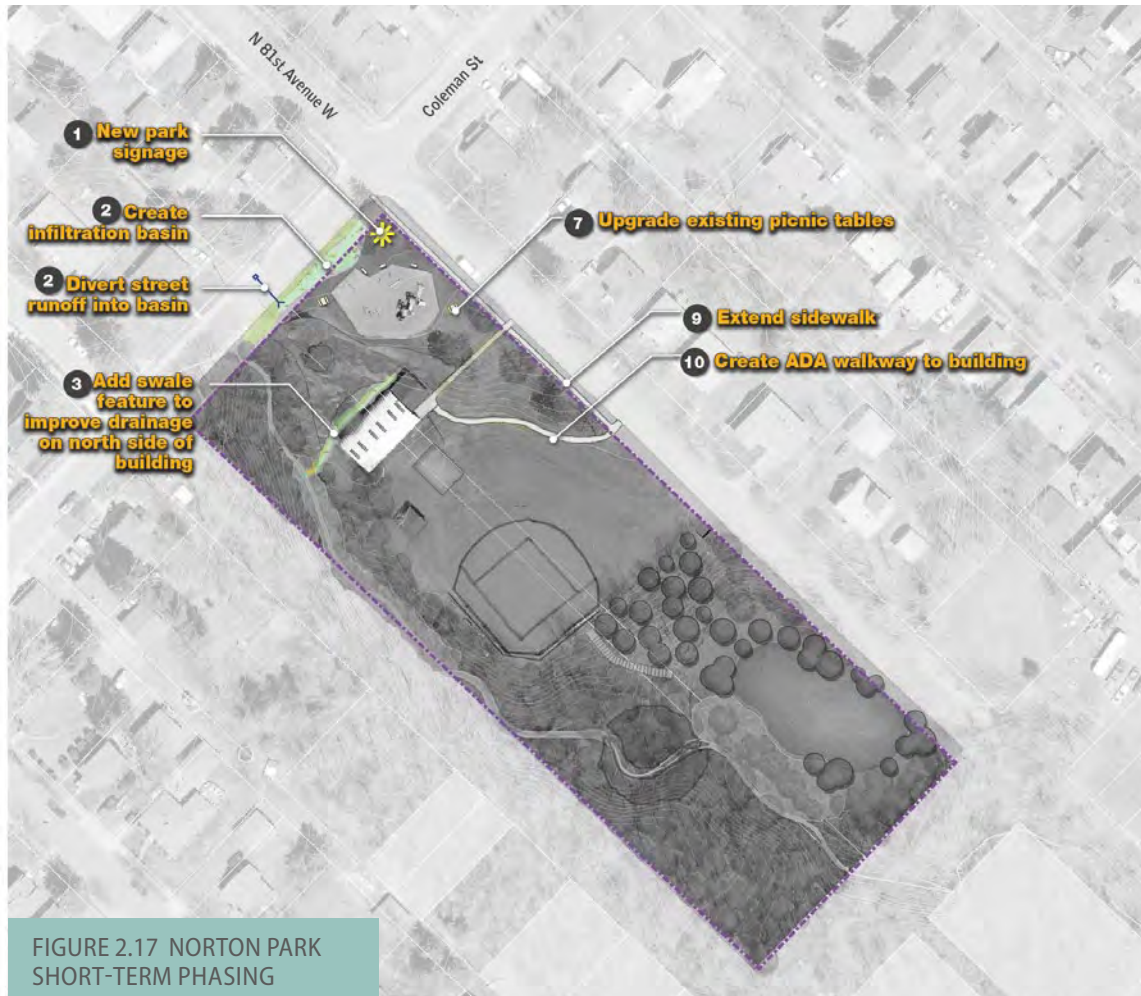 N 81st Avenue W
Coleman St
1 New park
signage
2 Create
infiltration basin
2 Divert street
runoff into basin
3 Add swale
feature to
improve drainage
on north side of
building
7 Upgrade existing picnic tables
9 Extend sidewalk
10 Create ADA walkway to building
FIGURE 2.17 NORTON PARK
SHORT-TERM PHASING